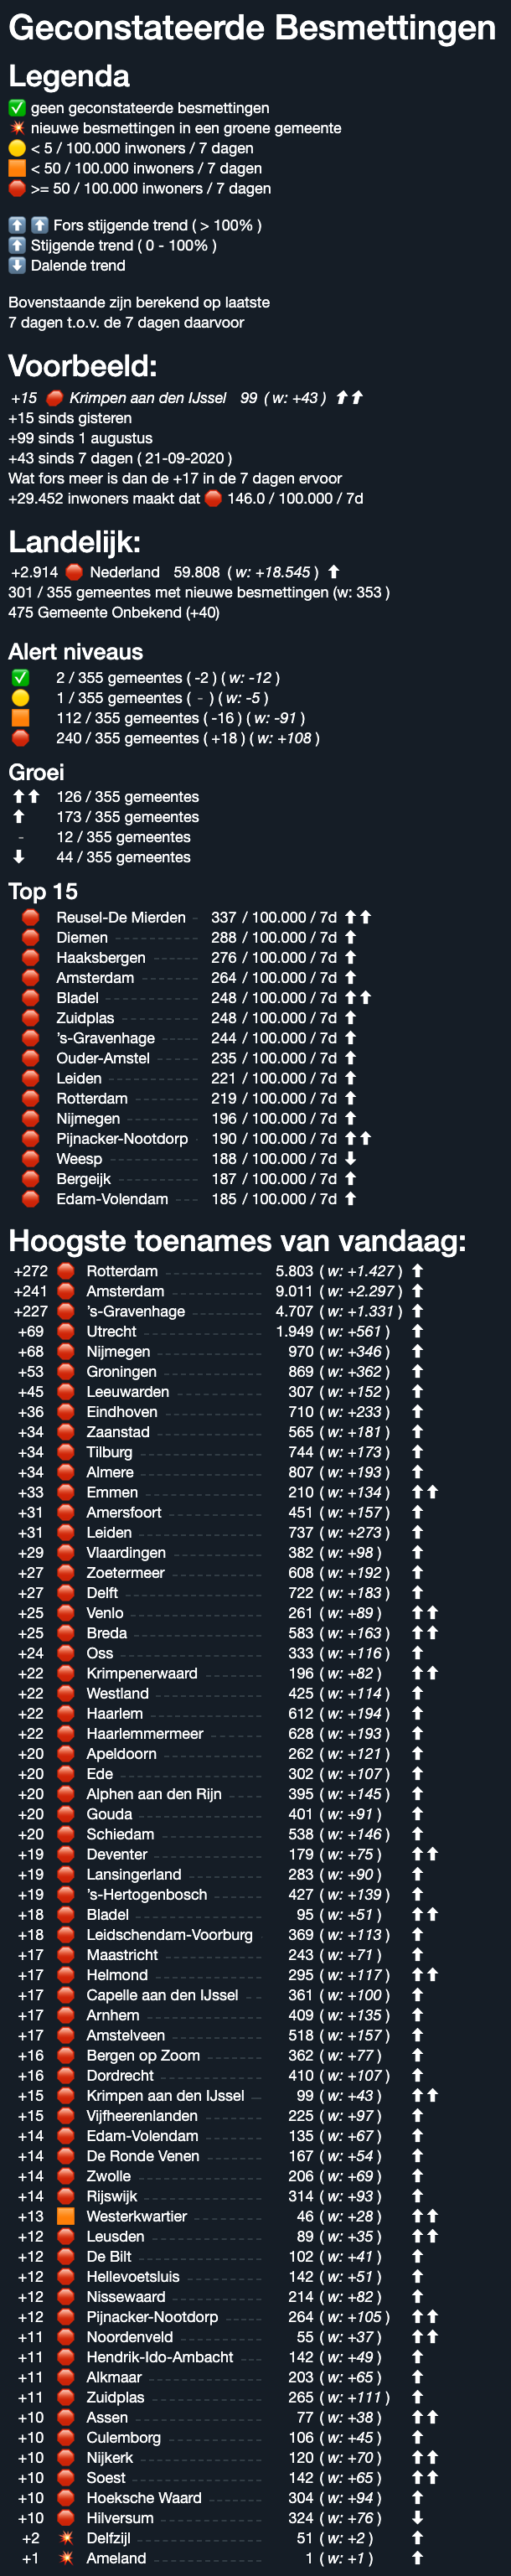 Geconstateerde Besmettingen
Legenda
✅ geen geconstateerde besmettingen
💥 nieuwe besmettingen in een groene gemeente
🟡 < 5 / 100.000 inwoners / 7 dagen
🟧 < 50 / 100.000 inwoners / 7 dagen
🛑 >= 50 / 100.000 inwoners / 7 dagen
⬆️ ⬆️ Fors stijgende trend ( > 100% )
⬆️ Stijgende trend ( 0 - 100% )
⬇️ Dalende trend
Bovenstaande zijn berekend op laatste
7 dagen t.o.v. de 7 dagen daarvoor
Voorbeeld:
+15 🛑 Krimpen aan den IJssel 99 ( w: +43 ) ⬆⬆
+15 sinds gisteren
+99 sinds 1 augustus
+43 sinds 7 dagen ( 21-09-2020 )
Wat fors meer is dan de +17 in de 7 dagen ervoor
+29.452 inwoners maakt dat 🛑 146.0 / 100.000 / 7d
Landelijk:
+2.914 🛑 Nederland 59.808 ( w: +18.545 ) ⬆
301 / 355 gemeentes met nieuwe besmettingen (w: 353 )
475 Gemeente Onbekend (+40)
Alert niveaus
✅ 2 / 355 gemeentes ( -2 ) ( w: -12 )
🟡 1 / 355 gemeentes ( - ) ( w: -5 )
🟧 112 / 355 gemeentes ( -16 ) ( w: -91 )
🛑 240 / 355 gemeentes ( +18 ) ( w: +108 )
Groei
⬆⬆ 126 / 355 gemeentes
⬆ 173 / 355 gemeentes
- 12 / 355 gemeentes
⬇ 44 / 355 gemeentes
Top 15
🛑 Reusel-De Mierden 337 / 100.000 / 7d ⬆⬆
🛑 Diemen 288 / 100.000 / 7d ⬆
🛑 Haaksbergen 276 / 100.000 / 7d ⬆
🛑 Amsterdam 264 / 100.000 / 7d ⬆
🛑 Bladel 248 / 100.000 / 7d ⬆⬆
🛑 Zuidplas 248 / 100.000 / 7d ⬆
🛑 's-Gravenhage 244 / 100.000 / 7d ⬆
🛑 Ouder-Amstel 235 / 100.000 / 7d ⬆
🛑 Leiden 221 / 100.000 / 7d ⬆
🛑 Rotterdam 219 / 100.000 / 7d ⬆
🛑 Nijmegen 196 / 100.000 / 7d ⬆
🛑 Pijnacker-Nootdorp 190 / 100.000 / 7d ⬆⬆
🛑 Weesp 188 / 100.000 / 7d ⬇
🛑 Bergeijk 187 / 100.000 / 7d ⬆
🛑 Edam-Volendam 185 / 100.000 / 7d ⬆
Hoogste toenames van vandaag:
+272 🛑 Rotterdam 5.803 ( w: +1.427 ) ⬆
+241 🛑 Amsterdam 9.011 ( w: +2.297 ) ⬆
+227 🛑 's-Gravenhage 4.707 ( w: +1.331 ) ⬆
+69 🛑 Utrecht 1.949 ( w: +561 ) ⬆
+68 🛑 Nijmegen 970 ( w: +346 ) ⬆
+53 🛑 Groningen 869 ( w: +362 ) ⬆
+45 🛑 Leeuwarden 307 ( w: +152 ) ⬆
+36 🛑 Eindhoven 710 ( w: +233 ) ⬆
+34 🛑 Zaanstad 565 ( w: +181 ) ⬆
+34 🛑 Tilburg 744 ( w: +173 ) ⬆
+34 🛑 Almere 807 ( w: +193 ) ⬆
+33 🛑 Emmen 210 ( w: +134 ) ⬆⬆
+31 🛑 Amersfoort 451 ( w: +157 ) ⬆
+31 🛑 Leiden 737 ( w: +273 ) ⬆
+29 🛑 Vlaardingen 382 ( w: +98 ) ⬆
+27 🛑 Zoetermeer 608 ( w: +192 ) ⬆
+27 🛑 Delft 722 ( w: +183 ) ⬆
+25 🛑 Venlo 261 ( w: +89 ) ⬆⬆
+25 🛑 Breda 583 ( w: +163 ) ⬆⬆
+24 🛑 Oss 333 ( w: +116 ) ⬆
+22 🛑 Krimpenerwaard 196 ( w: +82 ) ⬆⬆
+22 🛑 Westland 425 ( w: +114 ) ⬆
+22 🛑 Haarlem 612 ( w: +194 ) ⬆
+22 🛑 Haarlemmermeer 628 ( w: +193 ) ⬆
+20 🛑 Apeldoorn 262 ( w: +121 ) ⬆
+20 🛑 Ede 302 ( w: +107 ) ⬆
+20 🛑 Alphen aan den Rijn 395 ( w: +145 ) ⬆
+20 🛑 Gouda 401 ( w: +91 ) ⬆
+20 🛑 Schiedam 538 ( w: +146 ) ⬆
+19 🛑 Deventer 179 ( w: +75 ) ⬆⬆
+19 🛑 Lansingerland 283 ( w: +90 ) ⬆
+19 🛑 's-Hertogenbosch 427 ( w: +139 ) ⬆
+18 🛑 Bladel 95 ( w: +51 ) ⬆⬆
+18 🛑 Leidschendam-Voorburg 369 ( w: +113 ) ⬆
+17 🛑 Maastricht 243 ( w: +71 ) ⬆
+17 🛑 Helmond 295 ( w: +117 ) ⬆⬆
+17 🛑 Capelle aan den IJssel 361 ( w: +100 ) ⬆
+17 🛑 Arnhem 409 ( w: +135 ) ⬆
+17 🛑 Amstelveen 518 ( w: +157 ) ⬆
+16 🛑 Bergen op Zoom 362 ( w: +77 ) ⬆
+16 🛑 Dordrecht 410 ( w: +107 ) ⬆
+15 🛑 Krimpen aan den IJssel 99 ( w: +43 ) ⬆⬆
+15 🛑 Vijfheerenlanden 225 ( w: +97 ) ⬆
+14 🛑 Edam-Volendam 135 ( w: +67 ) ⬆
+14 🛑 De Ronde Venen 167 ( w: +54 ) ⬆
+14 🛑 Zwolle 206 ( w: +69 ) ⬆
+14 🛑 Rijswijk 314 ( w: +93 ) ⬆
+13 🟧 Westerkwartier 46 ( w: +28 ) ⬆⬆
+12 🛑 Leusden 89 ( w: +35 ) ⬆⬆
+12 🛑 De Bilt 102 ( w: +41 ) ⬆
+12 🛑 Hellevoetsluis 142 ( w: +51 ) ⬆
+12 🛑 Nissewaard 214 ( w: +82 ) ⬆
+12 🛑 Pijnacker-Nootdorp 264 ( w: +105 ) ⬆⬆
+11 🛑 Noordenveld 55 ( w: +37 ) ⬆⬆
+11 🛑 Hendrik-Ido-Ambacht 142 ( w: +49 ) ⬆
+11 🛑 Alkmaar 203 ( w: +65 ) ⬆
+11 🛑 Zuidplas 265 ( w: +111 ) ⬆
+10 🛑 Assen 77 ( w: +38 ) ⬆⬆
+10 🛑 Culemborg 106 ( w: +45 ) ⬆
+10 🛑 Nijkerk 120 ( w: +70 ) ⬆⬆
+10 🛑 Soest 142 ( w: +65 ) ⬆⬆
+10 🛑 Hoeksche Waard 304 ( w: +94 ) ⬆
+10 🛑 Hilversum 324 ( w: +76 ) ⬇
+2 💥 Delfzijl 51 ( w: +2 ) ⬆
+1 💥 Ameland 1 ( w: +1 ) ⬆